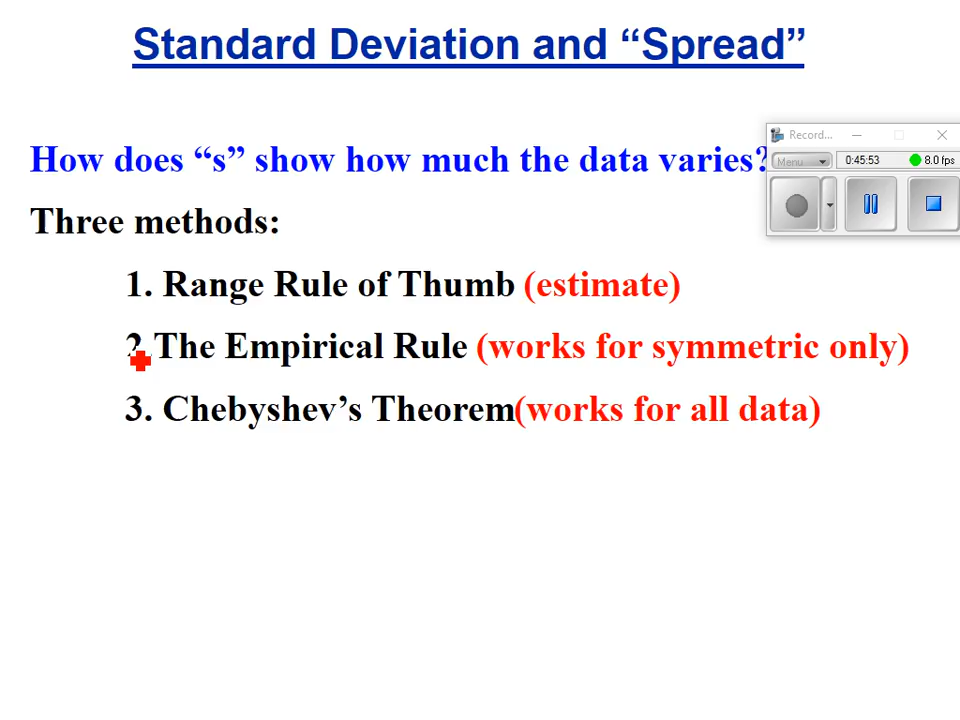 Standard Deviation and “Spread”
How does “s” show how much the data varies?
Record...
Menu
0:45:53
8.0 fps
Three methods:
1. Range Rule of Thumb (estimate)
2 The Empirical Rule (works for symmetric only)
3. Chebyshev’s Theorem(works for all data)